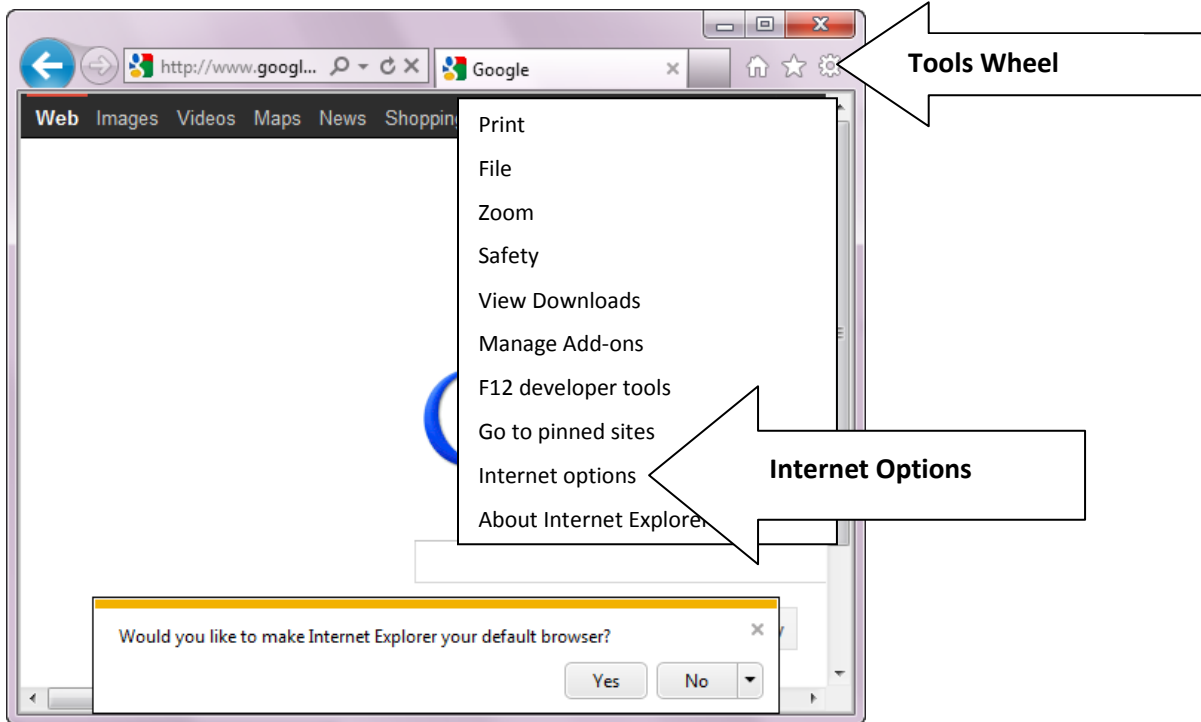 http://www.googl...
Google
Tools Wheel
Web Images Videos Maps News Shopping
Print
File
Zoom
Safety
View Downloads
Manage Add-ons
F12 developer tools
Go to pinned sites
Internet options
Internet Options
About Internet Explorer
Would you like to make Internet Explorer your default browser?
Yes No